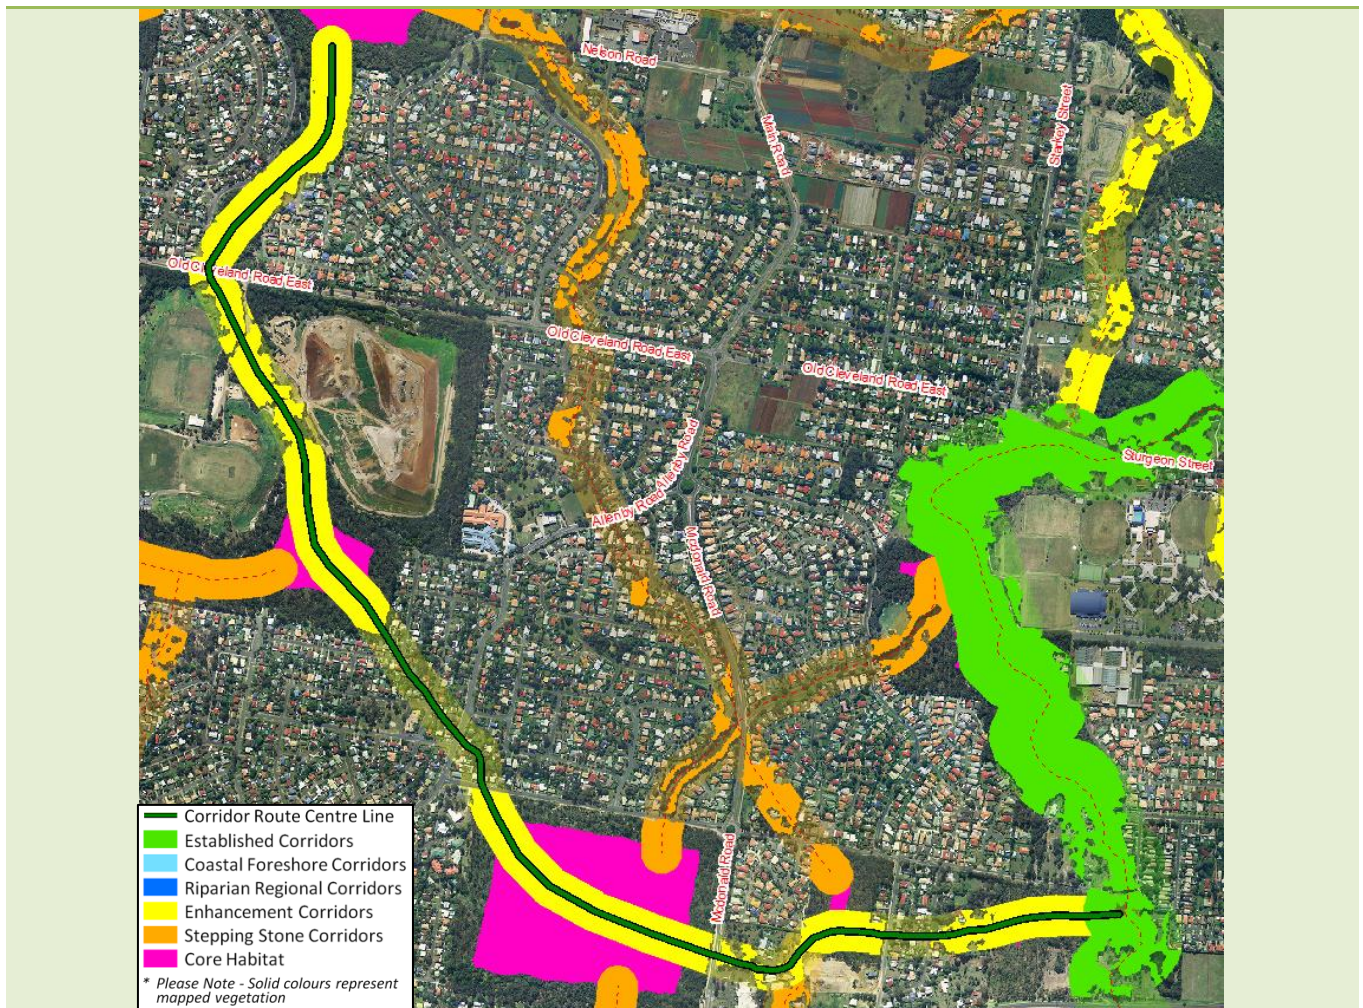 Nelson Road
Main Road
Starkey Street
Old Cleveland Road East
Old Cleveland Road East
Old Cleveland Road East
Sturgeon Street
Allenby Road
Allenby Road
Mcdonald Road
Mcdonald Road
Corridor Route Centre Line
Established Corridors
Coastal Foreshore Corridors
Riparian Regional Corridors
Enhancement Corridors
Stepping Stone Corridors
Core Habitat
* Please Note - Solid colours represent
mapped vegetation